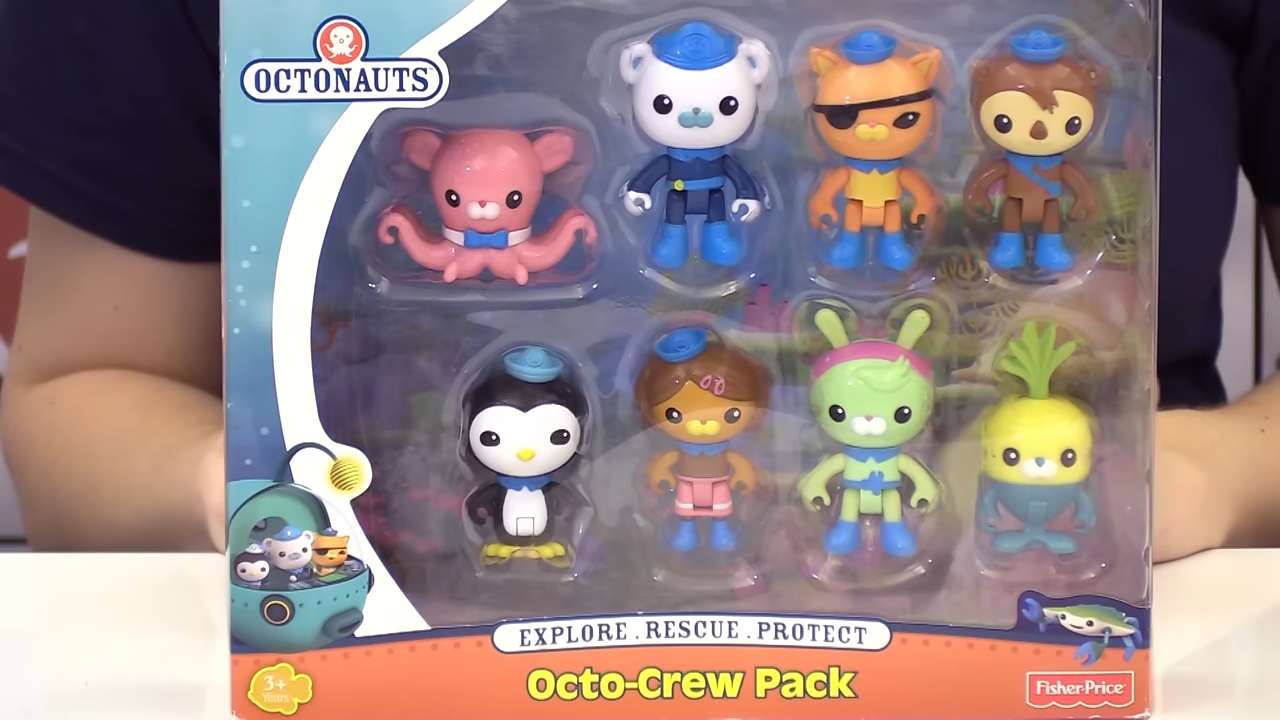 OCTONAUTS
EXPLORE . RESCUE . PROTECT
Octo-Crew Pack
3+
Years
Fisher-Price